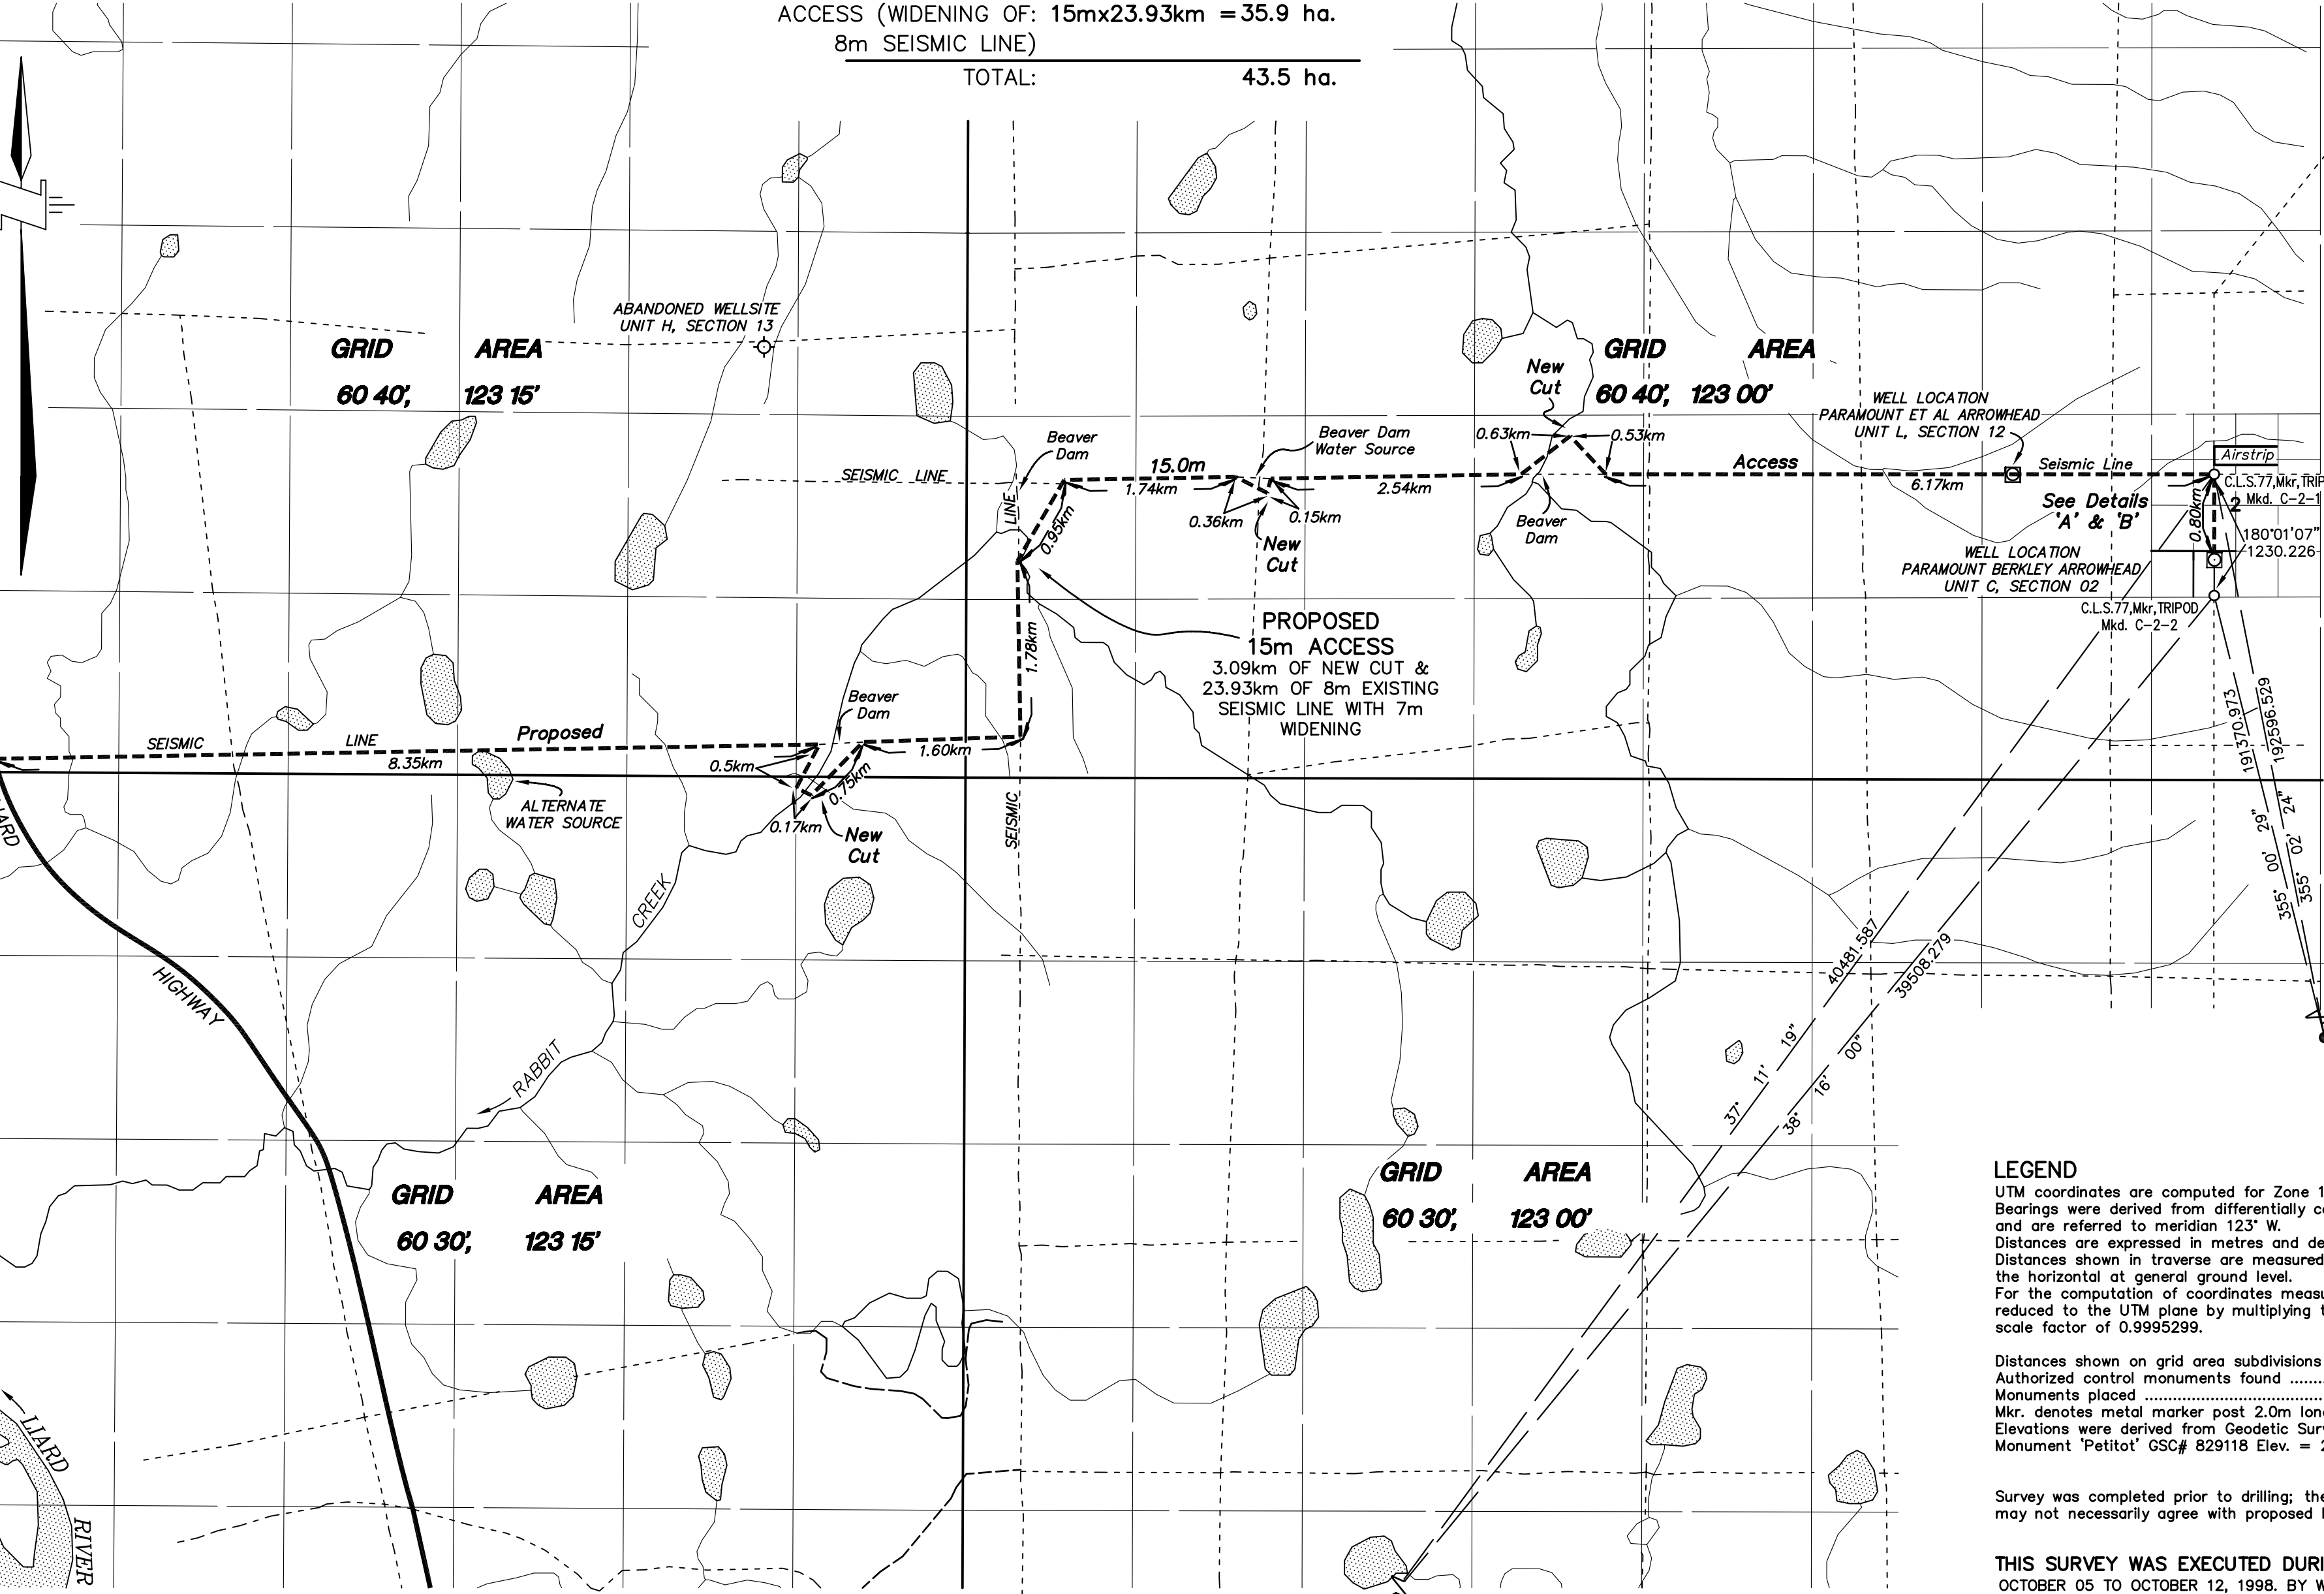 ACCESS (WIDENING OF: 15mx23.93km =35.9 ha.
8m SEISMIC LINE)
TOTAL: 43.5 ha.
ABANDONED WELLSITE
UNIT H, SECTION 13
GRID AREA
60 40', 123 15'
GRID AREA
60 40', 123 00'
New
Cut
WELL LOCATION
PARAMOUNT ET AL ARROWHEAD
UNIT L, SECTION 12
Beaver
Dam
Beaver Dam
Water Source
0.63km
0.53km
SEISMIC LINE
15.0m
Access
Seismic Line
Airstrip
1.74km
2.54km
6.17km
C.L.S.77,Mkr,TRIP
Mkd. C-2-1
See Details
'A' & 'B'
2
0.80km
LINE
0.95km
0.36km
0.15km
New
Cut
Beaver
Dam
180°01'07"
1230.226
WELL LOCATION
PARAMOUNT BERKLEY ARROWHEAD
UNIT C, SECTION 02
C.L.S.77,Mkr,TRIPOD
Mkd. C-2-2
1.78km
PROPOSED
15m ACCESS
3.09km OF NEW CUT &
23.93km OF 8m EXISTING
SEISMIC LINE WITH 7m
WIDENING
Beaver
Dam
SEISMIC LINE
Proposed
8.35km
0.5km
0.75km
1.60km
191370.973
192596.529
ALTERNATE
WATER SOURCE
0.17km
New
Cut
SEISMIC
355° 00' 29"
355° 02' 24"
HIGHWAY
CREEK
RABBIT
40481.587
39508.279
37° 11' 19"
38° 16' 00"
GRID AREA
60 30', 123 15'
GRID AREA
60 30', 123 00'
LIARD
RIVER
LEGEND
UTM coordinates are computed for Zone 1
Bearings were derived from differentially c
and are referred to meridian 123° W.
Distances are expressed in metres and de
Distances shown in traverse are measured
the horizontal at general ground level.
For the computation of coordinates measu
reduced to the UTM plane by multiplying t
scale factor of 0.9995299.
Distances shown on grid area subdivisions
Authorized control monuments found ........
Monuments placed ........................................
Mkr. denotes metal marker post 2.0m lon
Elevations were derived from Geodetic Surv
Monument 'Petitot' GSC# 829118 Elev. = 2
Survey was completed prior to drilling; the
may not necessarily agree with proposed
THIS SURVEY WAS EXECUTED DURI
OCTOBER 05 TO OCTOBER 12, 1998. BY W